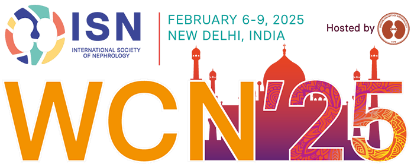 ISN
INTERNATIONAL SOCIETY
OF NEPHROLOGY
FEBRUARY 6-9, 2025
NEW DELHI, INDIA
Hosted by
WCN'25